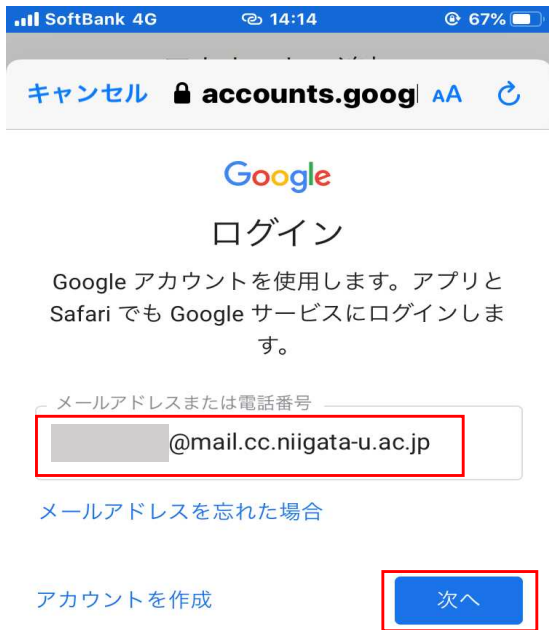 SoftBank 4G 14:14 67%
キャンセル accounts.googl AA
Google
ログイン
Google アカウントを使用します。アプリと
Safari でも Google サービスにログインしま
す。
メールアドレスまたは電話番号
@mail.cc.niigata-u.ac.jp
メールアドレスを忘れた場合
アカウントを作成 次へ